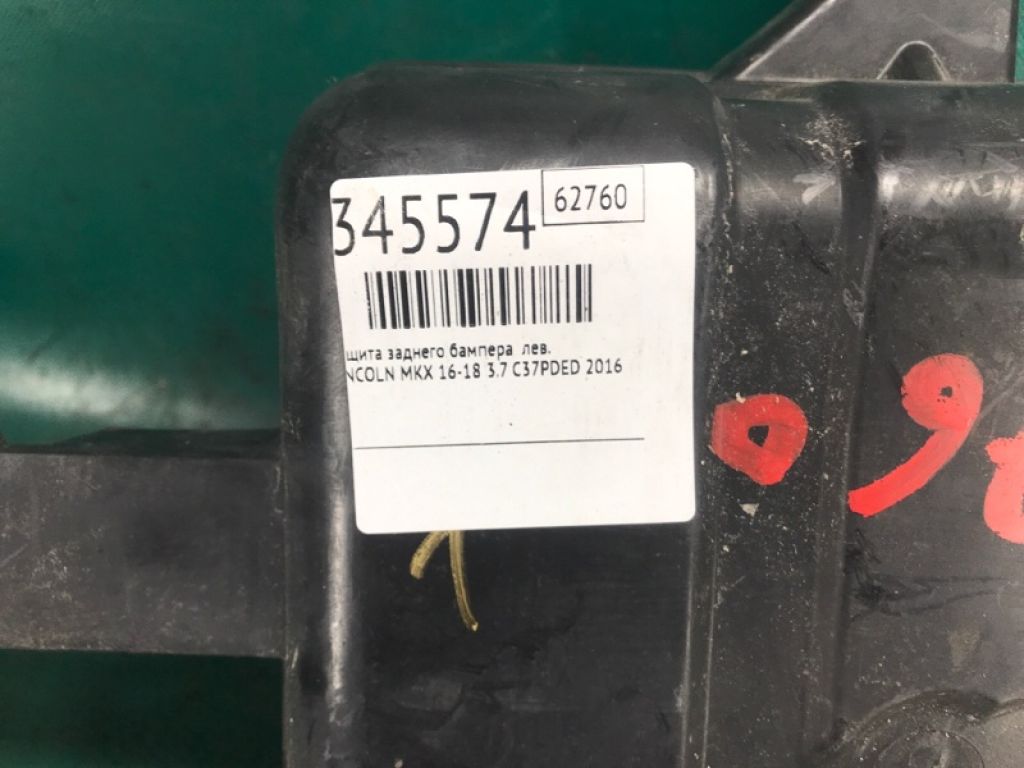 345574
62760
щита заднего бампера лев.
NCOLN MKX 16-18 3.7 C37PDED 2016